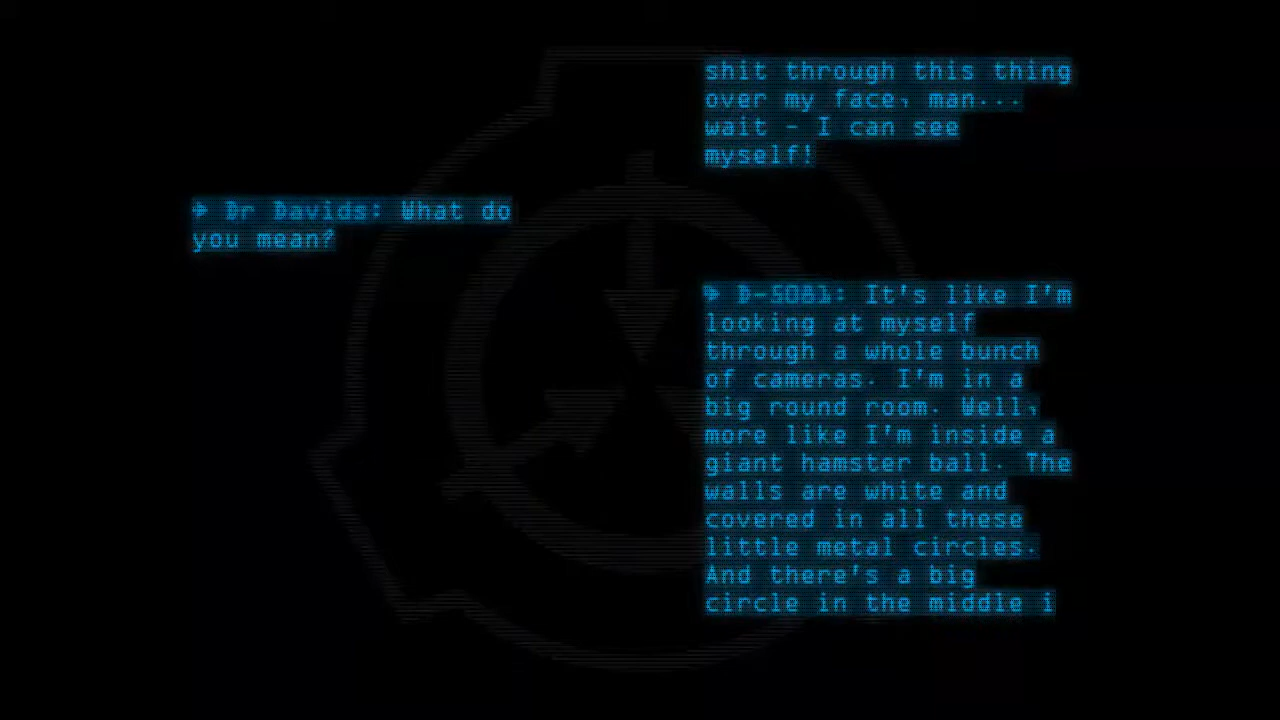 shit through this thing
over my face, man...
wait - I can see
myself!
→ Dr Davids: What do
you mean?
→ D-5081: It's like I'm
looking at myself
through a whole bunch
of cameras. I'm in a
big round room. Well,
more like I'm inside a
giant hamster ball. The
walls are white and
covered in all these
little metal circles.
And there's a big
circle in the middle i